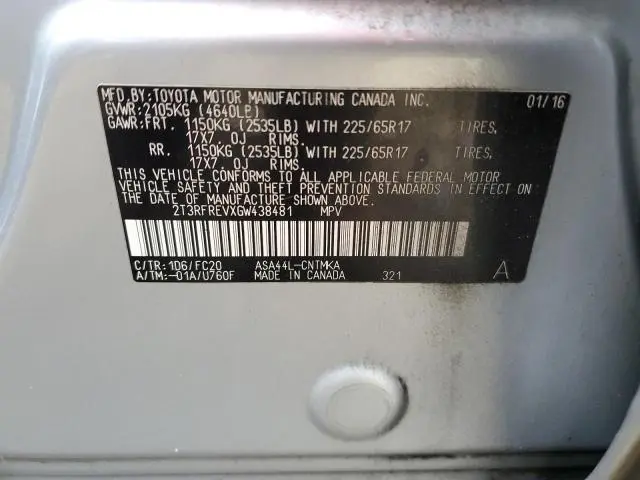 MFD.BY:TOYOTA MOTOR MANUFACTURING CANADA INC. 01/16
GVWR:2105KG (4640LB)
GAWR:FRT. 1150KG (2535LB) WITH 225/65R17 TIRES,
17X7.0J RIMS.
RR. 1150KG (2535LB) WITH 225/65R17 TIRES,
17X7.0J RIMS.
THIS VEHICLE CONFORMS TO ALL APPLICABLE FEDERAL MOTOR
VEHICLE SAFETY AND THEFT PREVENTION STANDARDS IN EFFECT ON
THE DATE OF MANUFACTURE SHOWN ABOVE.
2T3RFREVXGW438481 MPV
C/TR:1D6/FC20 ASA44L-CNTMKA
A/TM:-01A/U760F MADE IN CANADA 321 A